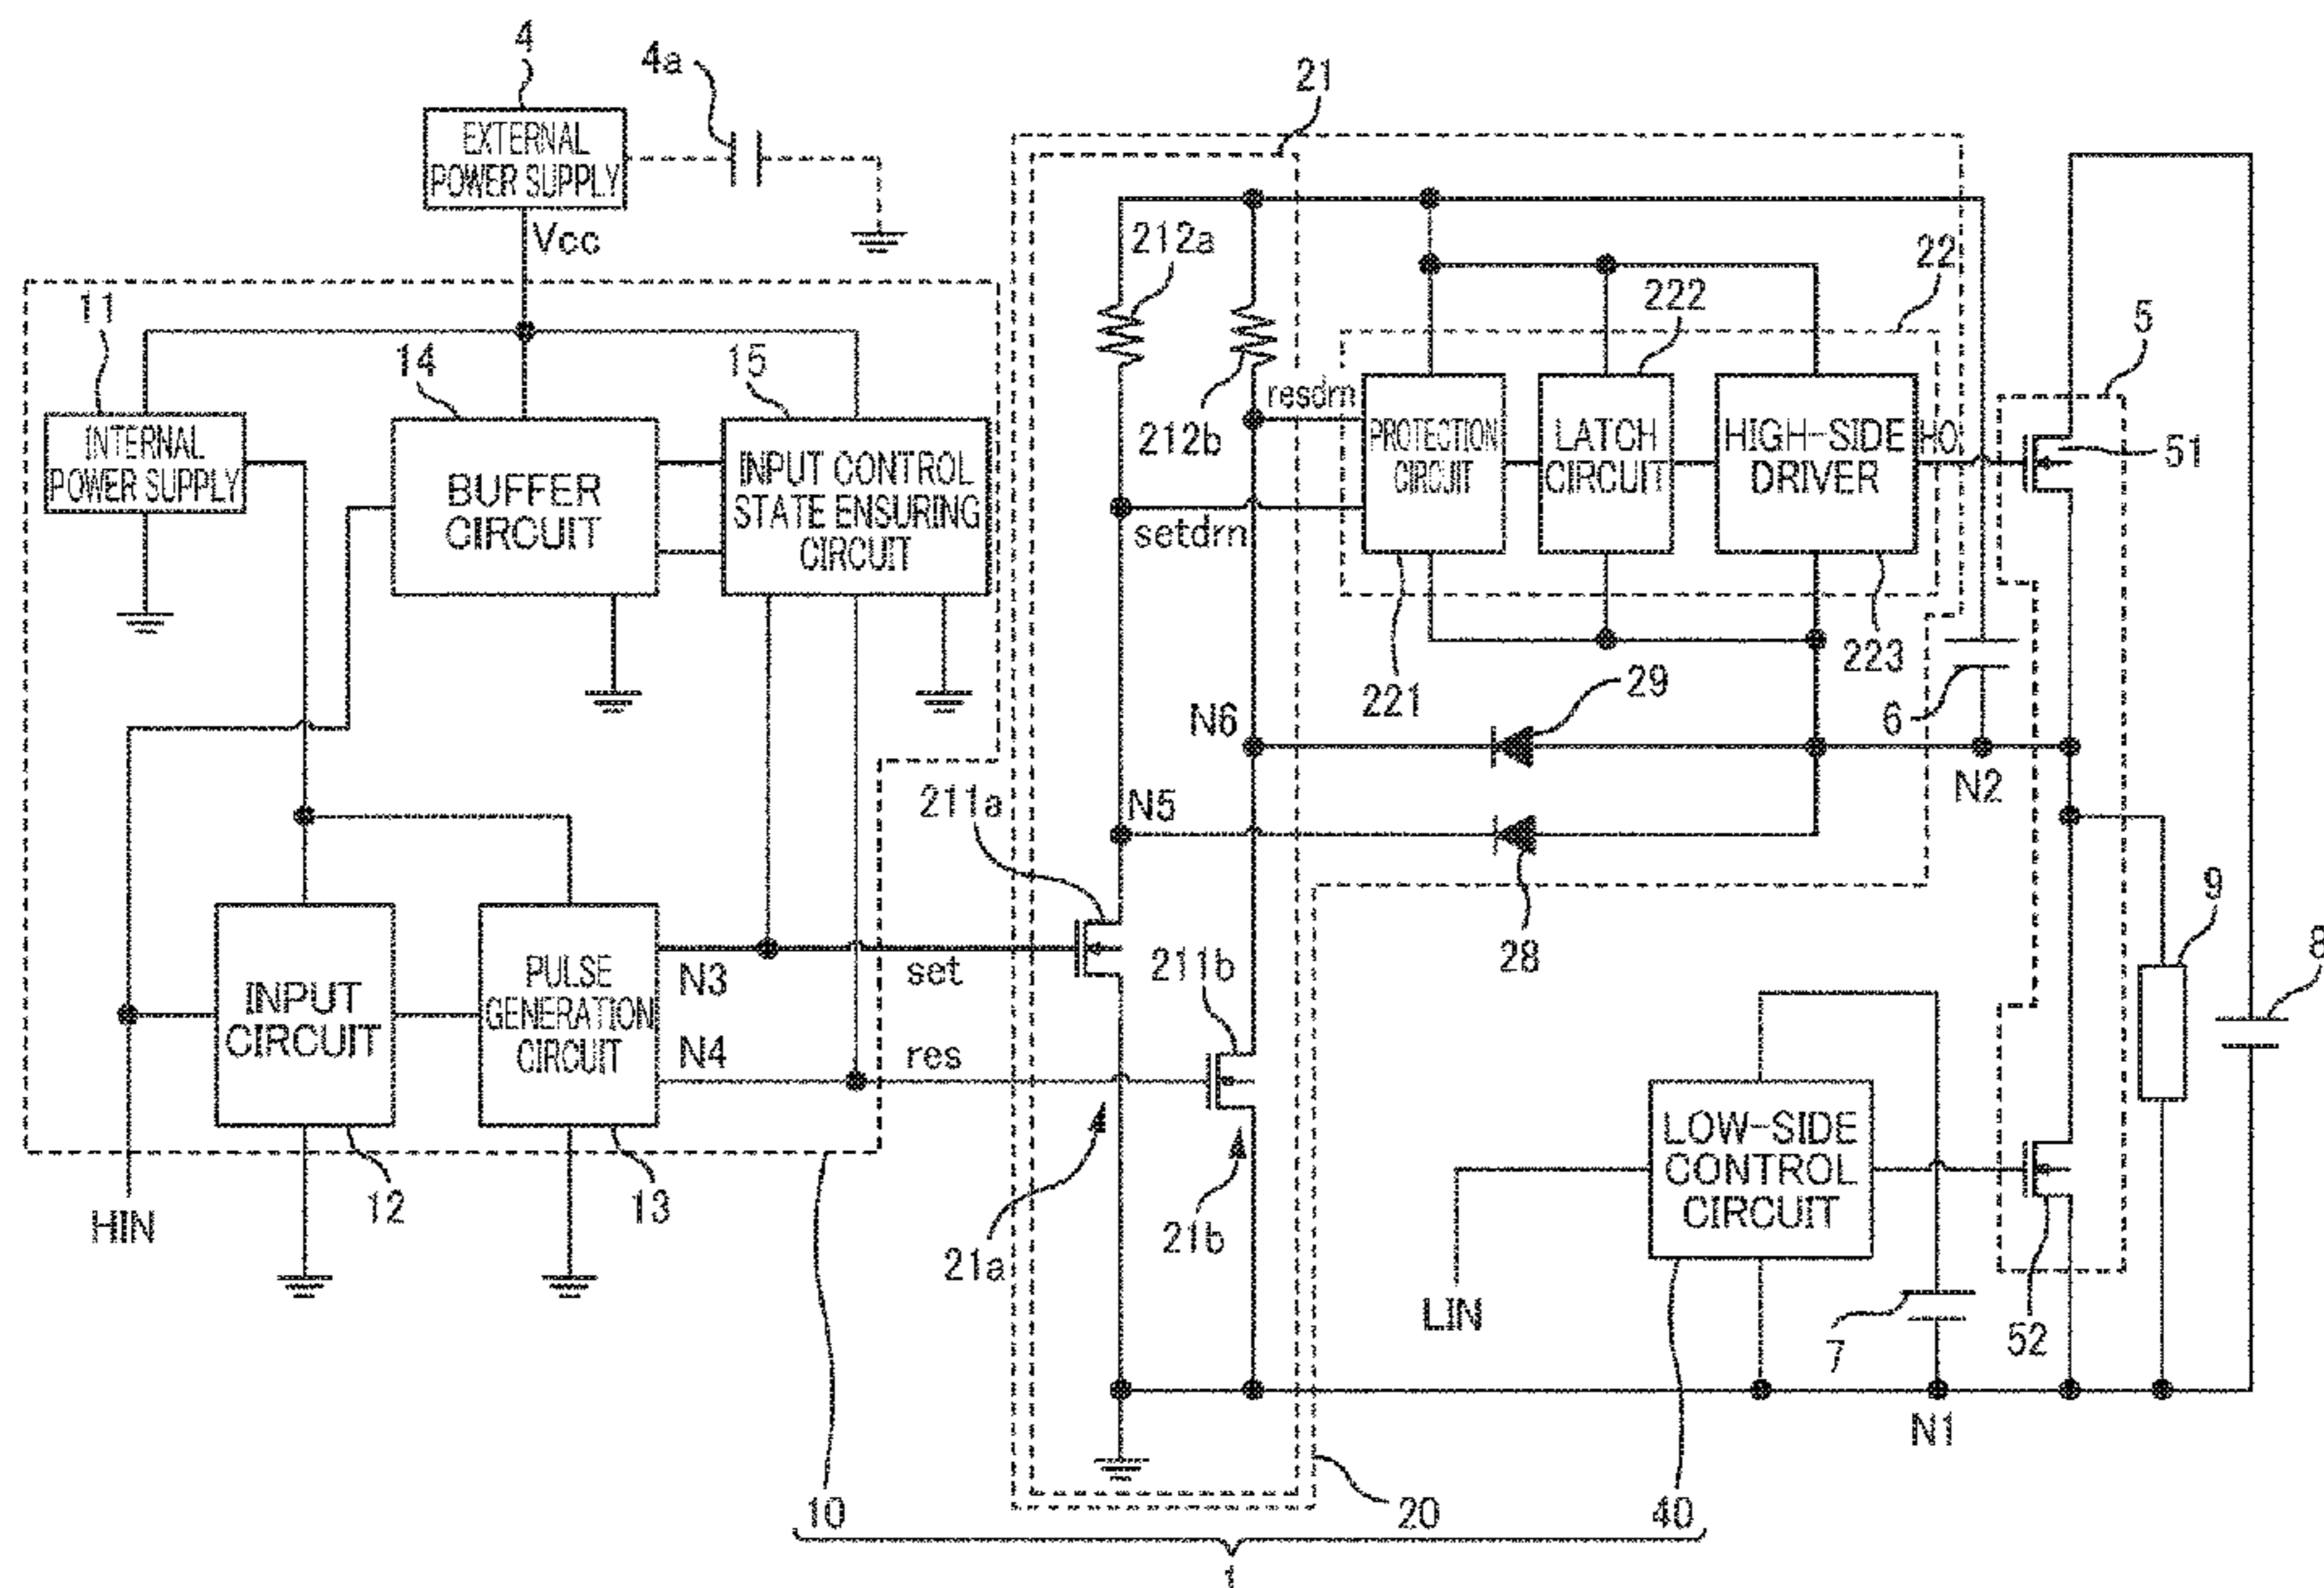 4
4a
21
EXTERNAL
POWER SUPPLY
Vcc
212a
22
11
222
5
14
15
212b
resdrn
INTERNAL
POWER SUPPLY
BUFFER
CIRCUIT
INPUT CONTROL
STATE ENSURING
CIRCUIT
PROTECTION
CIRCUIT
LATCH
CIRCUIT
HIGH-SIDE
DRIVER
HO
51
setdrn
221
29
223
6
N6
N2
211a
N5
28
9
8
INPUT
CIRCUIT
PULSE
GENERATION
CIRCUIT
N3
set
211b
N4
res
LOW-SIDE
CONTROL
CIRCUIT
HIN
12
13
21a
21b
LIN
7
52
N1
10
20
40
1